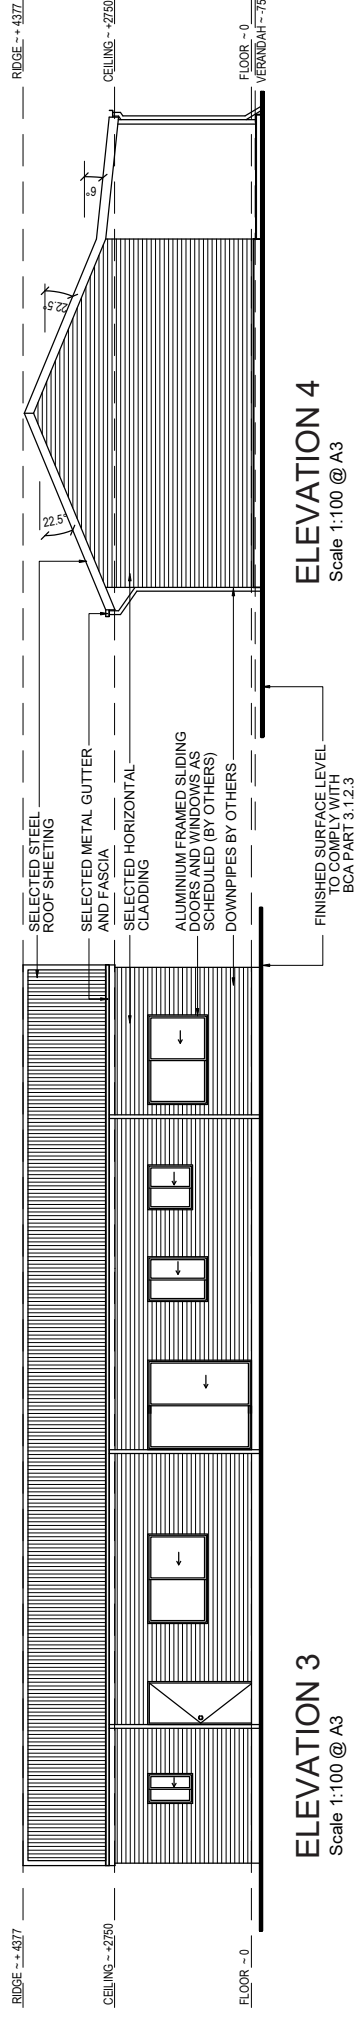 RIDGE ~ + 4377
CEILING ~ +2750
FLOOR ~ 0
ELEVATION 3
Scale 1:100 @ A3
SELECTED STEEL
ROOF SHEETING
SELECTED METAL GUTTER
AND FASCIA
SELECTED HORIZONTAL
CLADDING
ALUMINIUM FRAMED SLIDING
DOORS AND WINDOWS AS
SCHEDULED (BY OTHERS)
DOWNPIPES BY OTHERS
FINISHED SURFACE LEVEL
TO COMPLY WITH
BCA PART 3.1.2.3
22.5°
22.5°
6°
ELEVATION 4
Scale 1:100 @ A3
RIDGE ~ + 4377
CEILING ~ +2750
FLOOR ~ 0
VERANDAH ~ -75